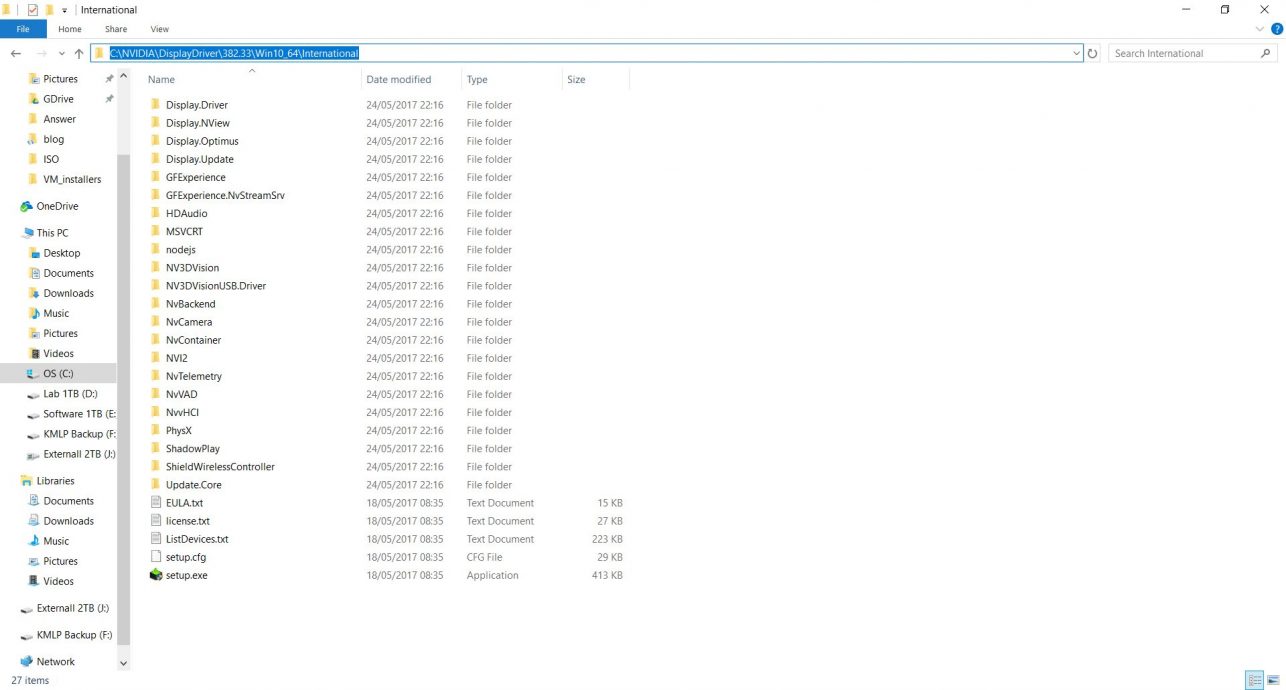 International
File Home Share View
C:\NVIDIA\DisplayDriver\382.33\Win10_64\International
Search International
Pictures
GDrive
Answer
blog
ISO
VM_installers
OneDrive
This PC
Desktop
Documents
Downloads
Music
Pictures
Videos
OS (C:)
Lab 1TB (D:)
Software 1TB (E:
KMLP Backup (F:
Externall 2TB (J:)
Libraries
Documents
Downloads
Music
Pictures
Videos
Externall 2TB (J:)
KMLP Backup (F:)
Network
Name Date modified Type Size
Display.Driver 24/05/2017 22:16 File folder
Display.NView 24/05/2017 22:16 File folder
Display.Optimus 24/05/2017 22:16 File folder
Display.Update 24/05/2017 22:16 File folder
GFExperience 24/05/2017 22:16 File folder
GFExperience.NvStreamSrv 24/05/2017 22:16 File folder
HDAudio 24/05/2017 22:16 File folder
MSVCRT 24/05/2017 22:16 File folder
nodejs 24/05/2017 22:16 File folder
NV3DVision 24/05/2017 22:16 File folder
NV3DVisionUSB.Driver 24/05/2017 22:16 File folder
NvBackend 24/05/2017 22:16 File folder
NvCamera 24/05/2017 22:16 File folder
NvContainer 24/05/2017 22:16 File folder
NVI2 24/05/2017 22:16 File folder
NvTelemetry 24/05/2017 22:16 File folder
NvVAD 24/05/2017 22:16 File folder
NvvHCI 24/05/2017 22:16 File folder
PhysX 24/05/2017 22:16 File folder
ShadowPlay 24/05/2017 22:16 File folder
ShieldWirelessController 24/05/2017 22:16 File folder
Update.Core 24/05/2017 22:16 File folder
EULA.txt 18/05/2017 08:35 Text Document 15 KB
license.txt 18/05/2017 08:35 Text Document 27 KB
ListDevices.txt 18/05/2017 08:35 Text Document 223 KB
setup.cfg 18/05/2017 08:35 CFG File 29 KB
setup.exe 18/05/2017 08:35 Application 413 KB
27 items